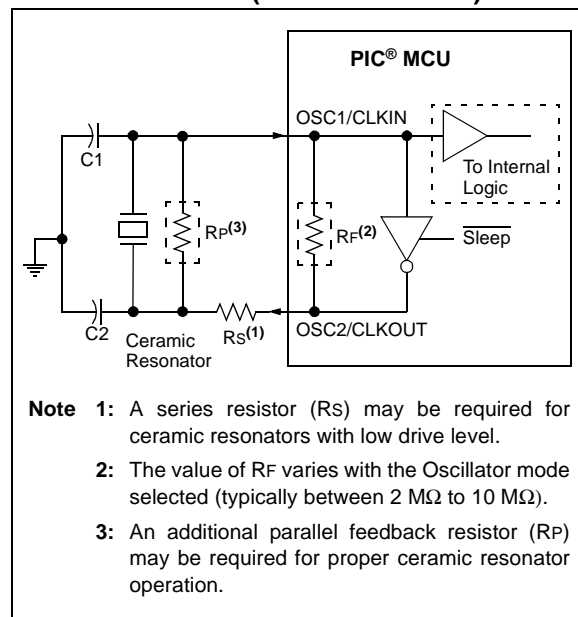 PIC® MCU
OSC1/CLKIN
C1
To Internal
Logic
RP(3)
RF(2)
Sleep
C2
Ceramic
Resonator
RS(1)
OSC2/CLKOUT
Note 1: A series resistor (RS) may be required for
ceramic resonators with low drive level.
2: The value of RF varies with the Oscillator mode
selected (typically between 2 MΩ to 10 MΩ).
3: An additional parallel feedback resistor (RP)
may be required for proper ceramic resonator
operation.